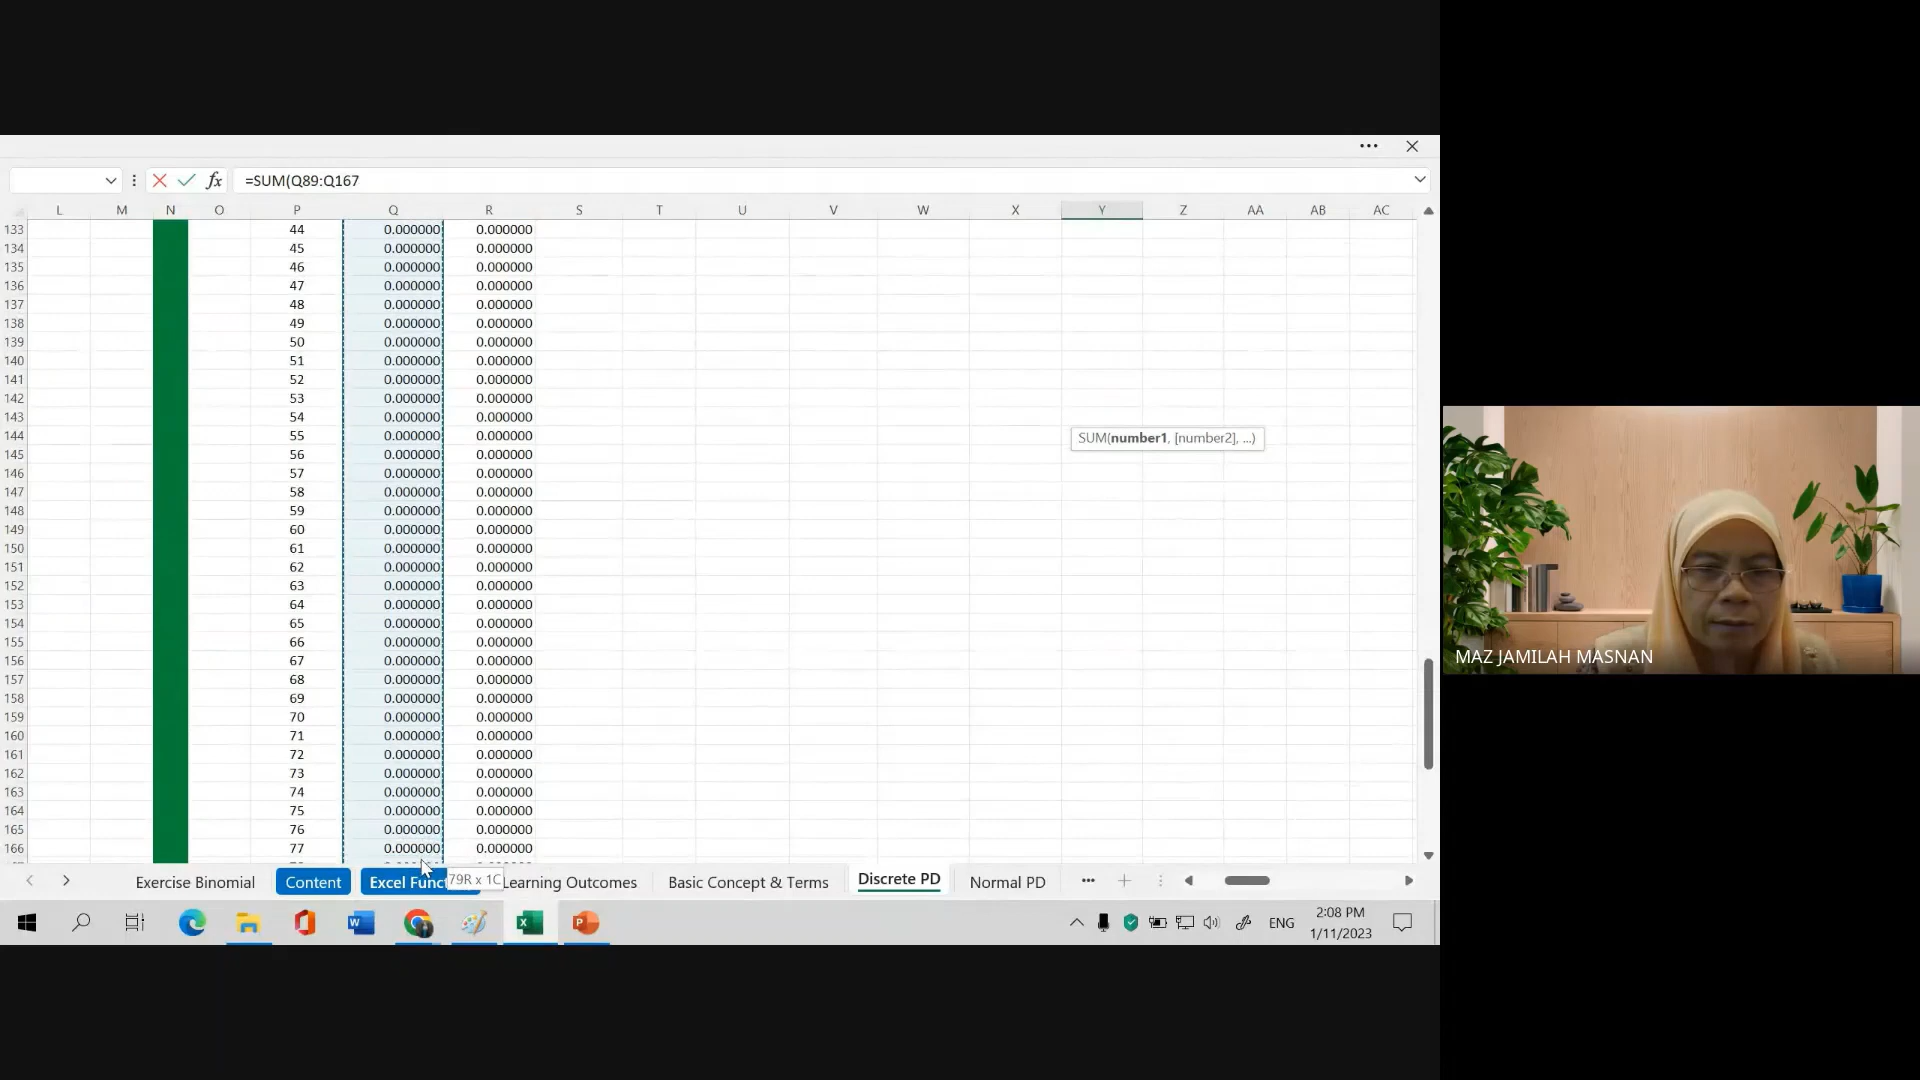 =SUM(Q89:Q167
L M N O P Q R S T U V W X Y Z AA AB AC
133 44 0.000000 0.000000
134 45 0.000000 0.000000
135 46 0.000000 0.000000
136 47 0.000000 0.000000
137 48 0.000000 0.000000
138 49 0.000000 0.000000
139 50 0.000000 0.000000
140 51 0.000000 0.000000
141 52 0.000000 0.000000
142 53 0.000000 0.000000
143 54 0.000000 0.000000
144 55 0.000000 0.000000 SUM(number1, [number2], ...)
145 56 0.000000 0.000000
146 57 0.000000 0.000000
147 58 0.000000 0.000000
148 59 0.000000 0.000000
149 60 0.000000 0.000000
150 61 0.000000 0.000000
151 62 0.000000 0.000000
152 63 0.000000 0.000000
153 64 0.000000 0.000000
154 65 0.000000 0.000000
155 66 0.000000 0.000000
156 67 0.000000 0.000000
157 68 0.000000 0.000000
158 69 0.000000 0.000000
159 70 0.000000 0.000000
160 71 0.000000 0.000000
161 72 0.000000 0.000000
162 73 0.000000 0.000000
163 74 0.000000 0.000000
164 75 0.000000 0.000000
165 76 0.000000 0.000000
166 77 0.000000 0.000000
Exercise Binomial Content Excel Func 79R x 1C earning Outcomes Basic Concept & Terms Discrete PD Normal PD
ENG 2:08 PM
1/11/2023
MAZ JAMILAH MASNAN